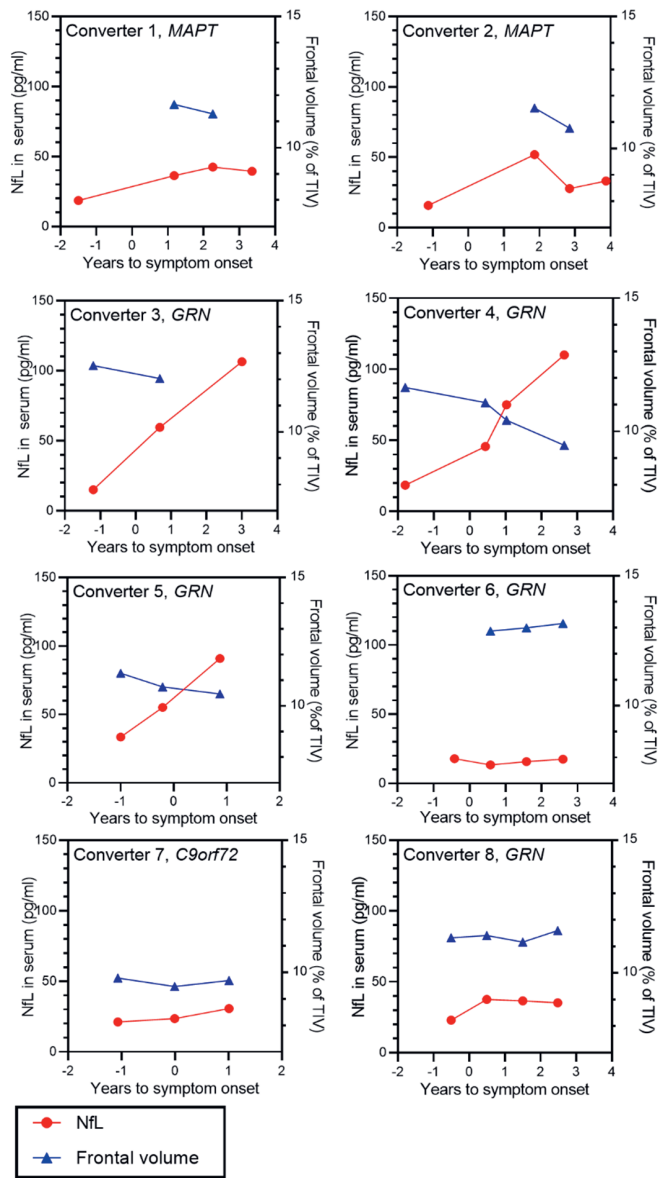 Converter 1, MAPT
NfL in serum (pg/ml)
150
100
50
0
15
10
Frontal volume (% of TIV)
-2 -1 0 1 2 3 4
Years to symptom onset
Converter 2, MAPT
NfL in serum (pg/ml)
150
100
50
0
15
10
Frontal volume (% of TIV)
-2 -1 0 1 2 3 4
Years to symptom onset
Converter 3, GRN
NfL in serum (pg/ml)
150
100
50
0
15
10
Frontal volume (% of TIV)
-2 -1 0 1 2 3 4
Years to symptom onset
Converter 4, GRN
NfL in serum (pg/ml)
150
100
50
0
15
10
Frontal volume (% of TIV)
-2 -1 0 1 2 3 4
Years to symptom onset
Converter 5, GRN
NfL in serum (pg/ml)
150
100
50
0
15
10
Frontal volume (%of TIV)
-2 -1 0 1 2
Years to symptom onset
Converter 6, GRN
NfL in serum (pg/ml)
150
100
50
0
15
10
Frontal volume (% of TIV)
-2 -1 0 1 2 3 4
Years to symptom onset
Converter 7, C9orf72
NfL in serum (pg/ml)
150
100
50
0
15
10
Frontal volume (% of TIV)
-2 -1 0 1 2
Years to symptom onset
Converter 8, GRN
NfL in serum (pg/ml)
150
100
50
0
15
10
Frontal volume (% of TIV)
-2 -1 0 1 2 3 4
Years to symptom onset
NfL
Frontal volume